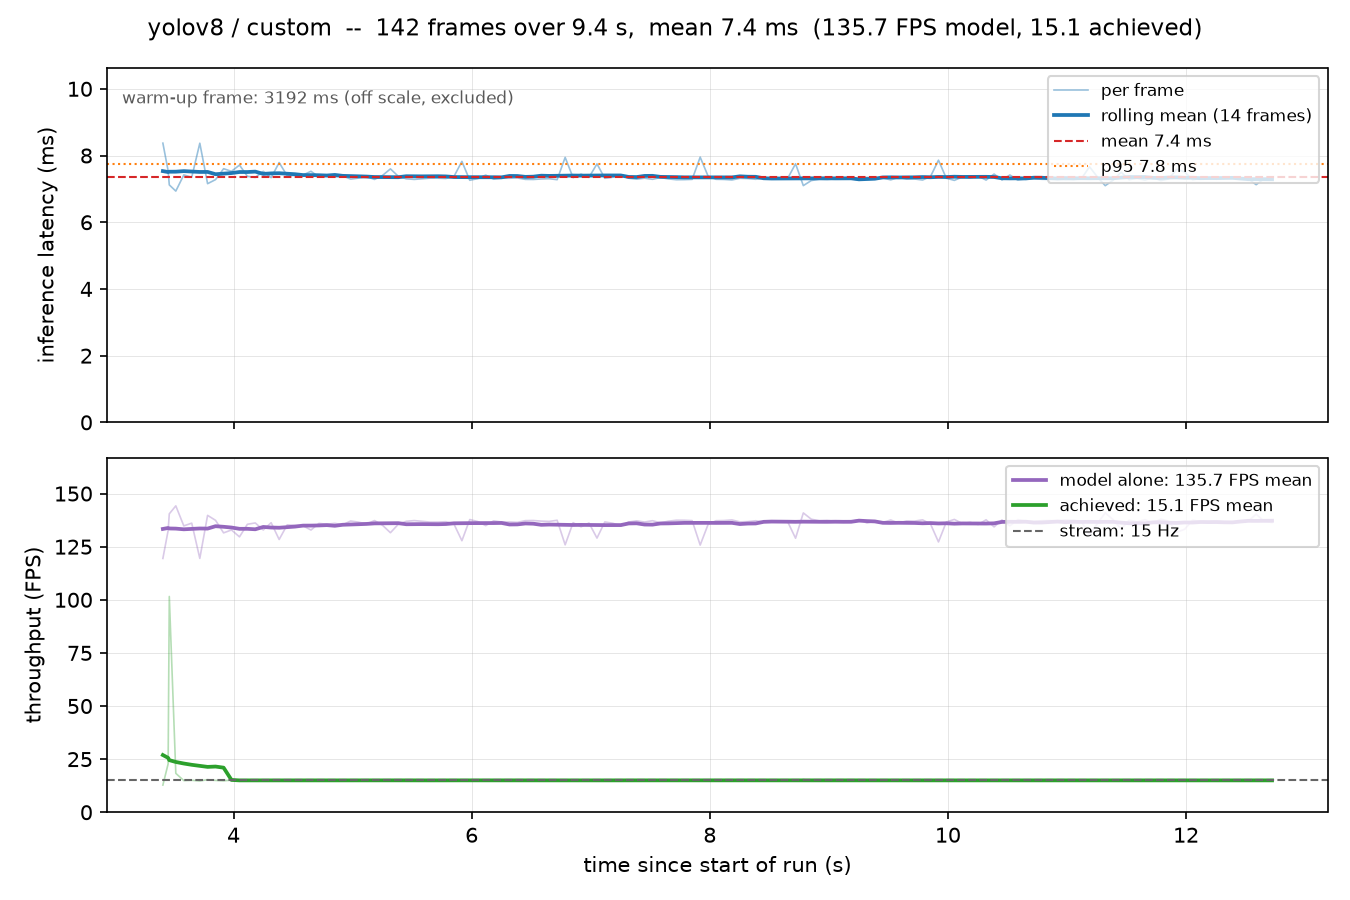 yolov8 / custom  --  142 frames over 9.4 s,  mean 7.4 ms  (135.7 FPS model, 15.1 achieved)
warm-up frame: 3192 ms (off scale, excluded)
per frame
rolling mean (14 frames)
mean 7.4 ms
p95 7.8 ms
inference latency (ms)
10
8
6
4
2
0
model alone: 135.7 FPS mean
achieved: 15.1 FPS mean
stream: 15 Hz
throughput (FPS)
150
125
100
75
50
25
0
4 6 8 10 12
time since start of run (s)